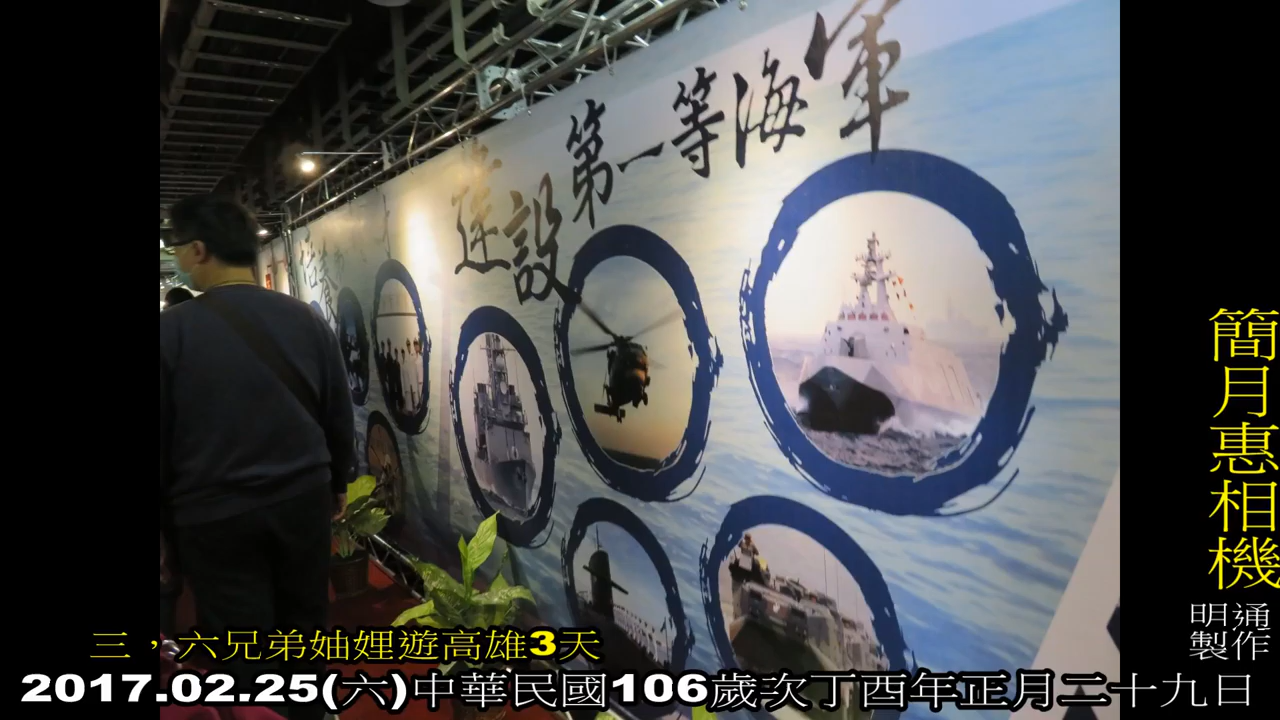 建設第一等海軍
簡月惠相機
明通
製作
三,六兄弟妯娌遊高雄3天
2017.02.25(六)中華民國106歲次丁酉年正月二十九日